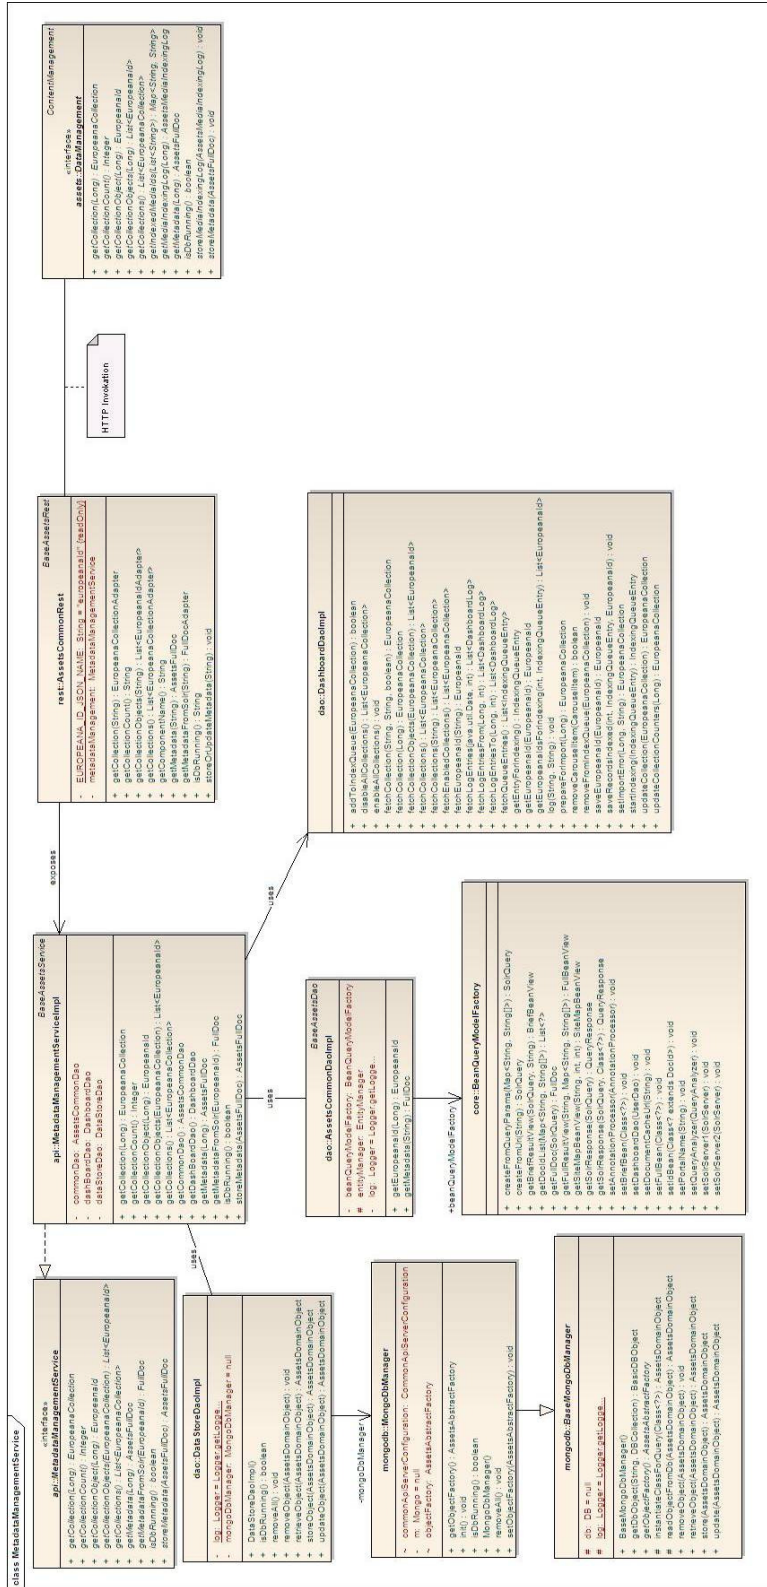 class MetadataManagementService
«interface»
api::MetadataManagementService
+ getCollection(Long) : EuropeanaCollection
+ getCollectionCount() : Integer
+ getCollectionObject(Long) : EuropeanaId
+ getCollectionObjects(EuropeanaCollection) : List<EuropeanaId>
+ getCollections() : List<EuropeanaCollection>
+ getMetadata(Long) : AssetsFullDoc
+ getMetadataFromSolr(EuropeanaId) : FullDoc
+ isDbRunning() : boolean
+ storeMetadata(AssetsFullDoc) : AssetsFullDoc
BaseAssetsService
api::MetadataManagementServiceImpl
- commonDao: AssetsCommonDao
- dashBoardDao: DashboardDao
- dataStoreDao: DataStoreDao
+ getCollection(Long) : EuropeanaCollection
+ getCollectionCount() : Integer
+ getCollectionObject(Long) : EuropeanaId
+ getCollectionObjects(EuropeanaCollection) : List<EuropeanaId>
+ getCollections() : List<EuropeanaCollection>
+ getCommonDao() : AssetsCommonDao
+ getDashBoardDao() : DashboardDao
+ getMetadata(Long) : AssetsFullDoc
+ getMetadataFormSolr(EuropeanaId) : FullDoc
+ isDbRunning() : boolean
+ storeMetadata(AssetsFullDoc) : AssetsFullDoc
exposes
BaseAssetsRest
rest::AssetsCommonRest
- EUROPEANA_ID_JSON_NAME: String = "europeanaId" {readOnly}
- metadataManagement: MetadataManagementService
+ getCollection(String) : EuropeanaCollectionAdapter
+ getCollectionCount() : String
+ getCollectionObjects(String) : List<EuropeanaIdAdapter>
+ getCollections() : List<EuropeanaCollectionAdapter>
+ getComponentName() : String
+ getMetadata(String) : AssetsFullDoc
+ getMetadataFromSolr(String) : FullDocAdapter
+ isDbRunning() : String
+ storeOrUpdateMetadata(String) : void
HTTP Invokation
ContentManagement
«interface»
assets::DataManagement
+ getCollection(Long) : EuropeanaCollection
+ getCollectionCount() : Integer
+ getCollectionObject(Long) : EuropeanaId
+ getCollectionObjects(Long) : List<EuropeanaId>
+ getCollections() : List<EuropeanaCollection>
+ getIndexedMediaIds(List<String>) : Map<String, String>
+ getMediaIndexingLog(Long) : AssetsMediaIndexingLog
+ getMetadata(Long) : AssetsFullDoc
+ isDbRunning() : boolean
+ storeMediaIndexingLog(AssetsMediaIndexingLog) : void
+ storeMetadata(AssetsFullDoc) : void
uses
dao::DataStoreDaoImpl
- log: Logger = Logger.getLogge...
- mongoDbManager: MongoDbManager = null
+ DataStoreDaoImpl()
+ isDbRunning() : boolean
+ removeAll() : void
+ removeObject(AssetsDomainObject) : void
+ retrieveObject(AssetsDomainObject) : AssetsDomainObject
+ storeObject(AssetsDomainObject) : AssetsDomainObject
+ updateObject(AssetsDomainObject) : AssetsDomainObject
uses
BaseAssetsDao
dao::AssetsCommonDaoImpl
- beanQueryModelFactory: BeanQueryModelFactory
# entityManager: EntityManager
- log: Logger = Logger.getLogge...
+ getEuropeanaId(Long) : EuropeanaId
+ getMetadata(String) : FullDoc
uses
dao::DashboardDaoImpl
+ addToIndexQueue(EuropeanaCollection) : boolean
+ disableAllCollections() : List<EuropeanaCollection>
+ enableAllCollections() : void
+ fetchCollection(String, String, boolean) : EuropeanaCollection
+ fetchCollection(Long) : EuropeanaCollection
+ fetchCollectionObjects(EuropeanaCollection) : List<EuropeanaId>
+ fetchCollections() : List<EuropeanaCollection>
+ fetchCollections(String) : List<EuropeanaCollection>
+ fetchEnabledCollections() : List<EuropeanaCollection>
+ fetchEuropeanaId(String) : EuropeanaId
+ fetchLogEntries(java.util.Date, int) : List<DashboardLog>
+ fetchLogEntriesFrom(Long, int) : List<DashboardLog>
+ fetchLogEntriesTo(Long, int) : List<DashboardLog>
+ fetchQueueEntries() : List<IndexingQueueEntry>
+ getEntryForIndexing() : IndexingQueueEntry
+ getEuropeanaId(EuropeanaId) : EuropeanaId
+ getEuropeanaIdsForIndexing(int, IndexingQueueEntry) : List<EuropeanaId>
+ log(String, String) : void
+ prepareForImport(Long) : EuropeanaCollection
+ removeCarouselItem(CarouselItem) : boolean
+ removeFromIndexQueue(EuropeanaCollection) : void
+ saveEuropeanaId(EuropeanaId) : EuropeanaId
+ saveRecordsIndexed(int, IndexingQueueEntry, EuropeanaId) : void
+ setImportError(Long, String) : EuropeanaCollection
+ startIndexing(IndexingQueueEntry) : IndexingQueueEntry
+ updateCollection(EuropeanaCollection) : EuropeanaCollection
+ updateCollectionCounters(Long) : EuropeanaCollection
-mongoDbManager
mongodb::MongoDbManager
~ commonApiServerConfiguration: CommonApiServerConfiguration
- m: Mongo = null
- objectFactory: AssetsAbstractFactory
+ getObjectFactory() : AssetsAbstractFactory
+ init() : void
+ isDbRunning() : boolean
+ MongoDbManager()
+ removeAll() : void
+ setObjectFactory(AssetsAbstractFactory) : void
+beanQueryModelFactory
core::BeanQueryModelFactory
+ createFromQueryParams(Map<String, String[]>) : SolrQuery
+ createFromUri(String) : SolrQuery
+ getBriefResultView(SolrQuery, String) : BriefBeanView
+ getDocIdList(Map<String, String[]>) : List<?>
+ getFullDoc(SolrQuery) : FullDoc
+ getFullResultView(String, Map<String, String[]>) : FullBeanView
+ getSiteMapBeanView(String, int, int) : SiteMapBeanView
+ getSolrResponse(SolrQuery) : QueryResponse
+ getSolrResponse(SolrQuery, Class<?>) : QueryResponse
+ setAnnotationProcessor(AnnotationProcessor) : void
+ setBriefBean(Class<?>) : void
+ setDashboardDao(UserDao) : void
+ setDocumentCacheUrl(String) : void
+ setFullBean(Class<?>) : void
+ setIdBean(Class<? extends DocId>) : void
+ setPortalName(String) : void
+ setQueryAnalyzer(QueryAnalyzer) : void
+ setSolrServer1(SolrServer) : void
+ setSolrServer2(SolrServer) : void
mongodb::BaseMongoDbManager
# db: DB = null
# log: Logger = Logger.getLogge...
+ BaseMongoDbManager()
+ getDbObject(String, DBCollection) : BasicDBObject
+ getObjectFactory() : AssetsAbstractFactory
+ instantiateClassForQuery(Class<?>) : AssetsDomainObject
# readObjectFromDb(AssetsDomainObject) : AssetsDomainObject
+ removeObject(AssetsDomainObject) : void
+ retrieveObject(AssetsDomainObject) : AssetsDomainObject
+ store(AssetsDomainObject) : AssetsDomainObject
+ update(AssetsDomainObject) : AssetsDomainObject